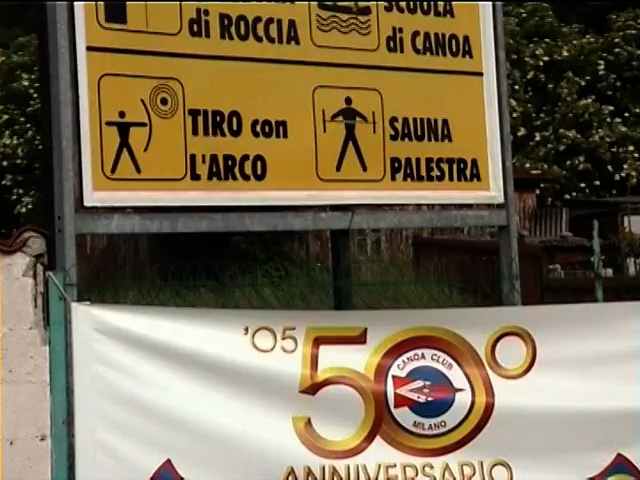 di ROCCIA
SCUOLA
di CANOA
TIRO con
L'ARCO
SAUNA
PALESTRA
'05 50°
CANOA CLUB
MILANO
ANNIVERSARIO